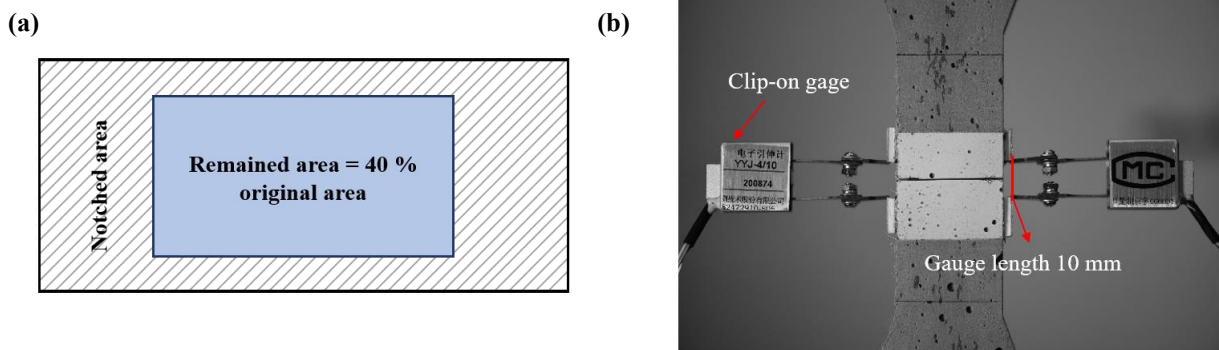 (a)
Notched area
Remained area = 40 %
original area
(b)
Clip-on gage
电子引伸计
YYJ-4/10
200874
MC
Gauge length 10 mm